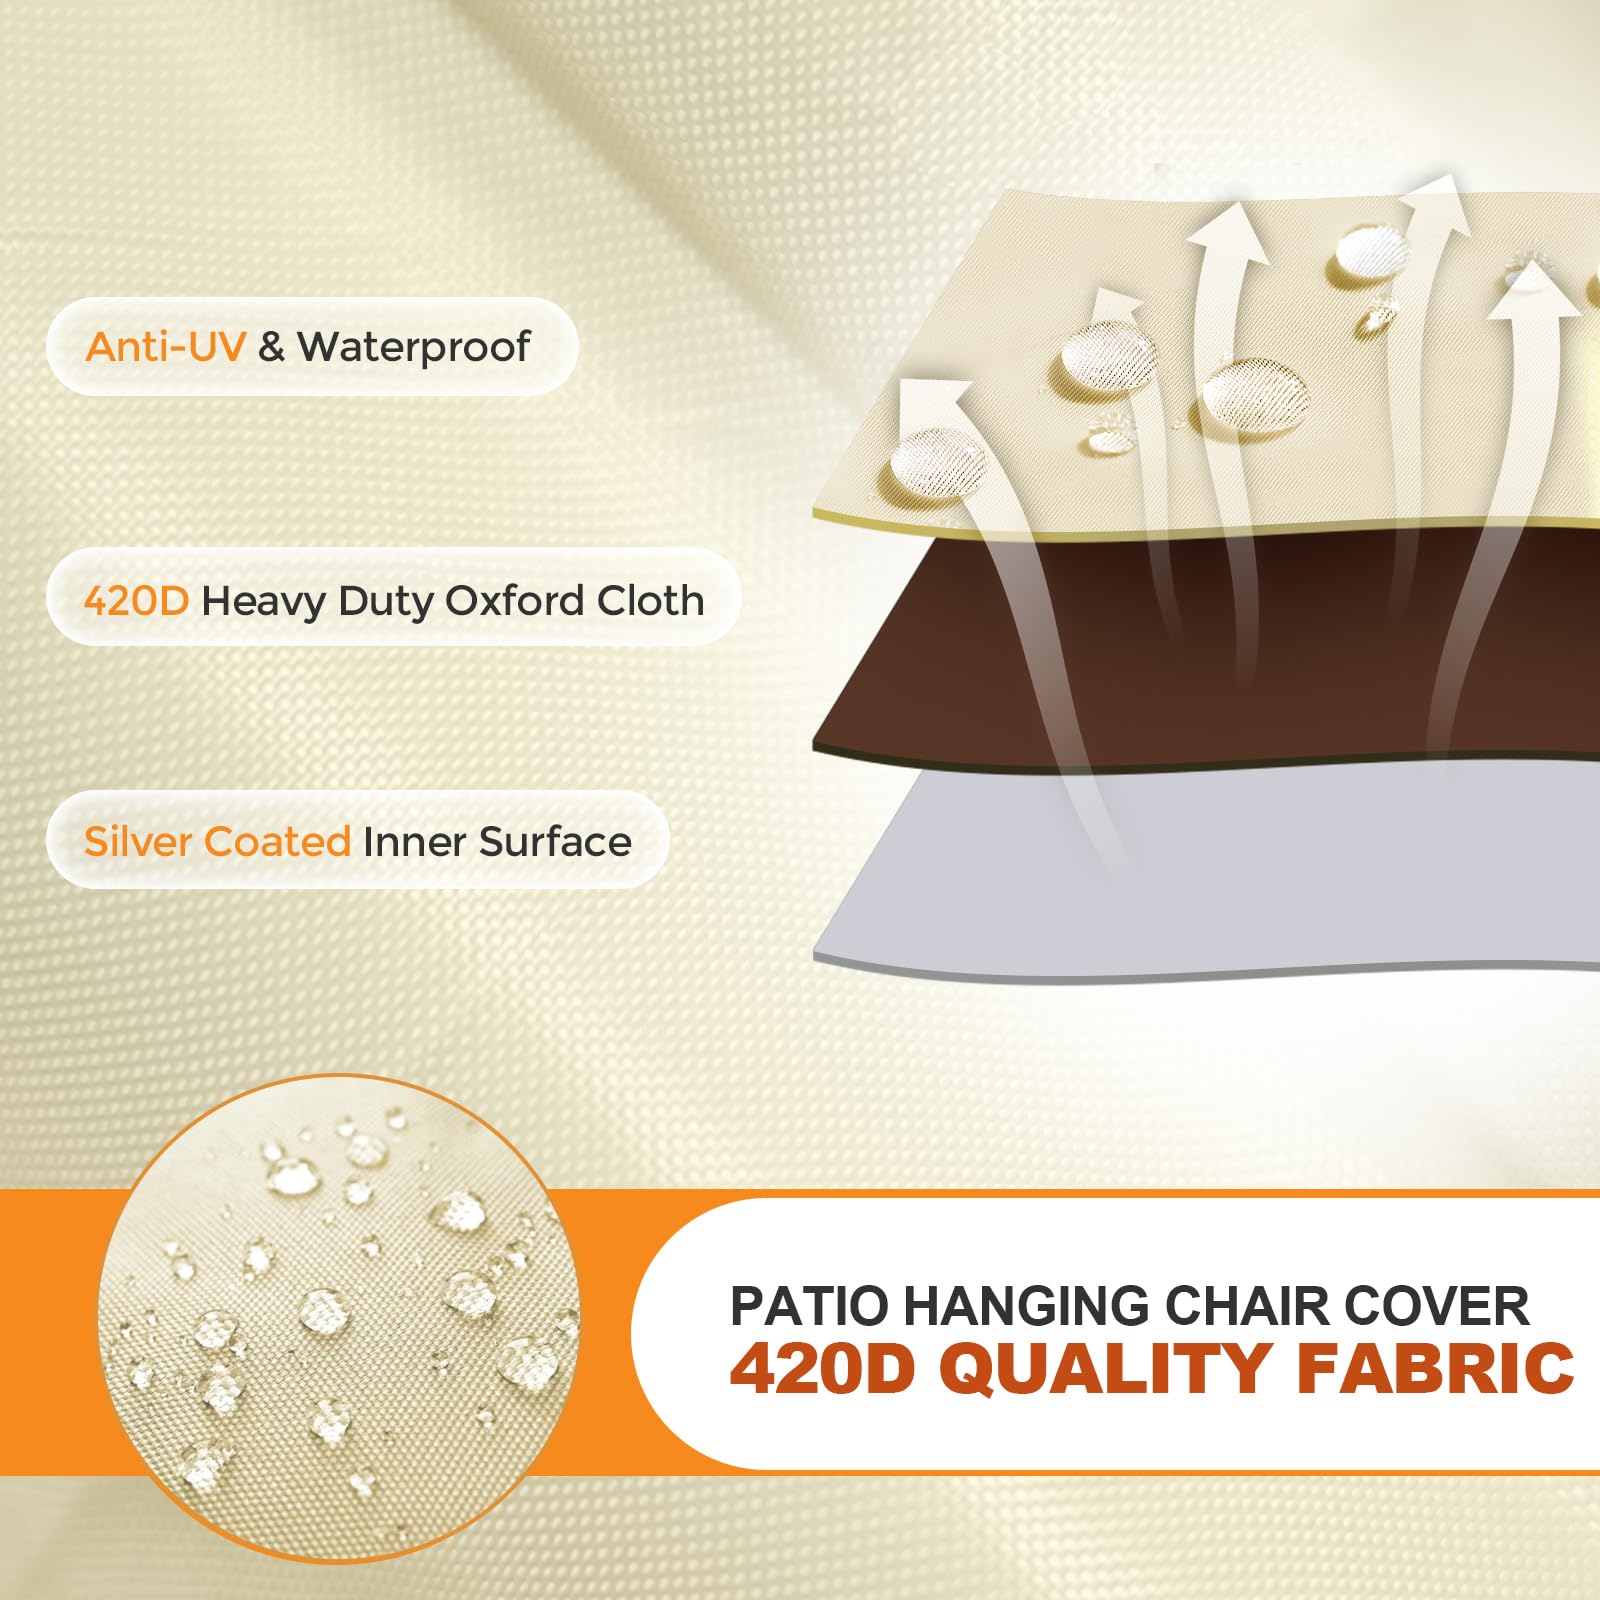 Anti-UV & Waterproof
420D Heavy Duty Oxford Cloth
Silver Coated Inner Surface
PATIO HANGING CHAIR COVER
420D QUALITY FABRIC